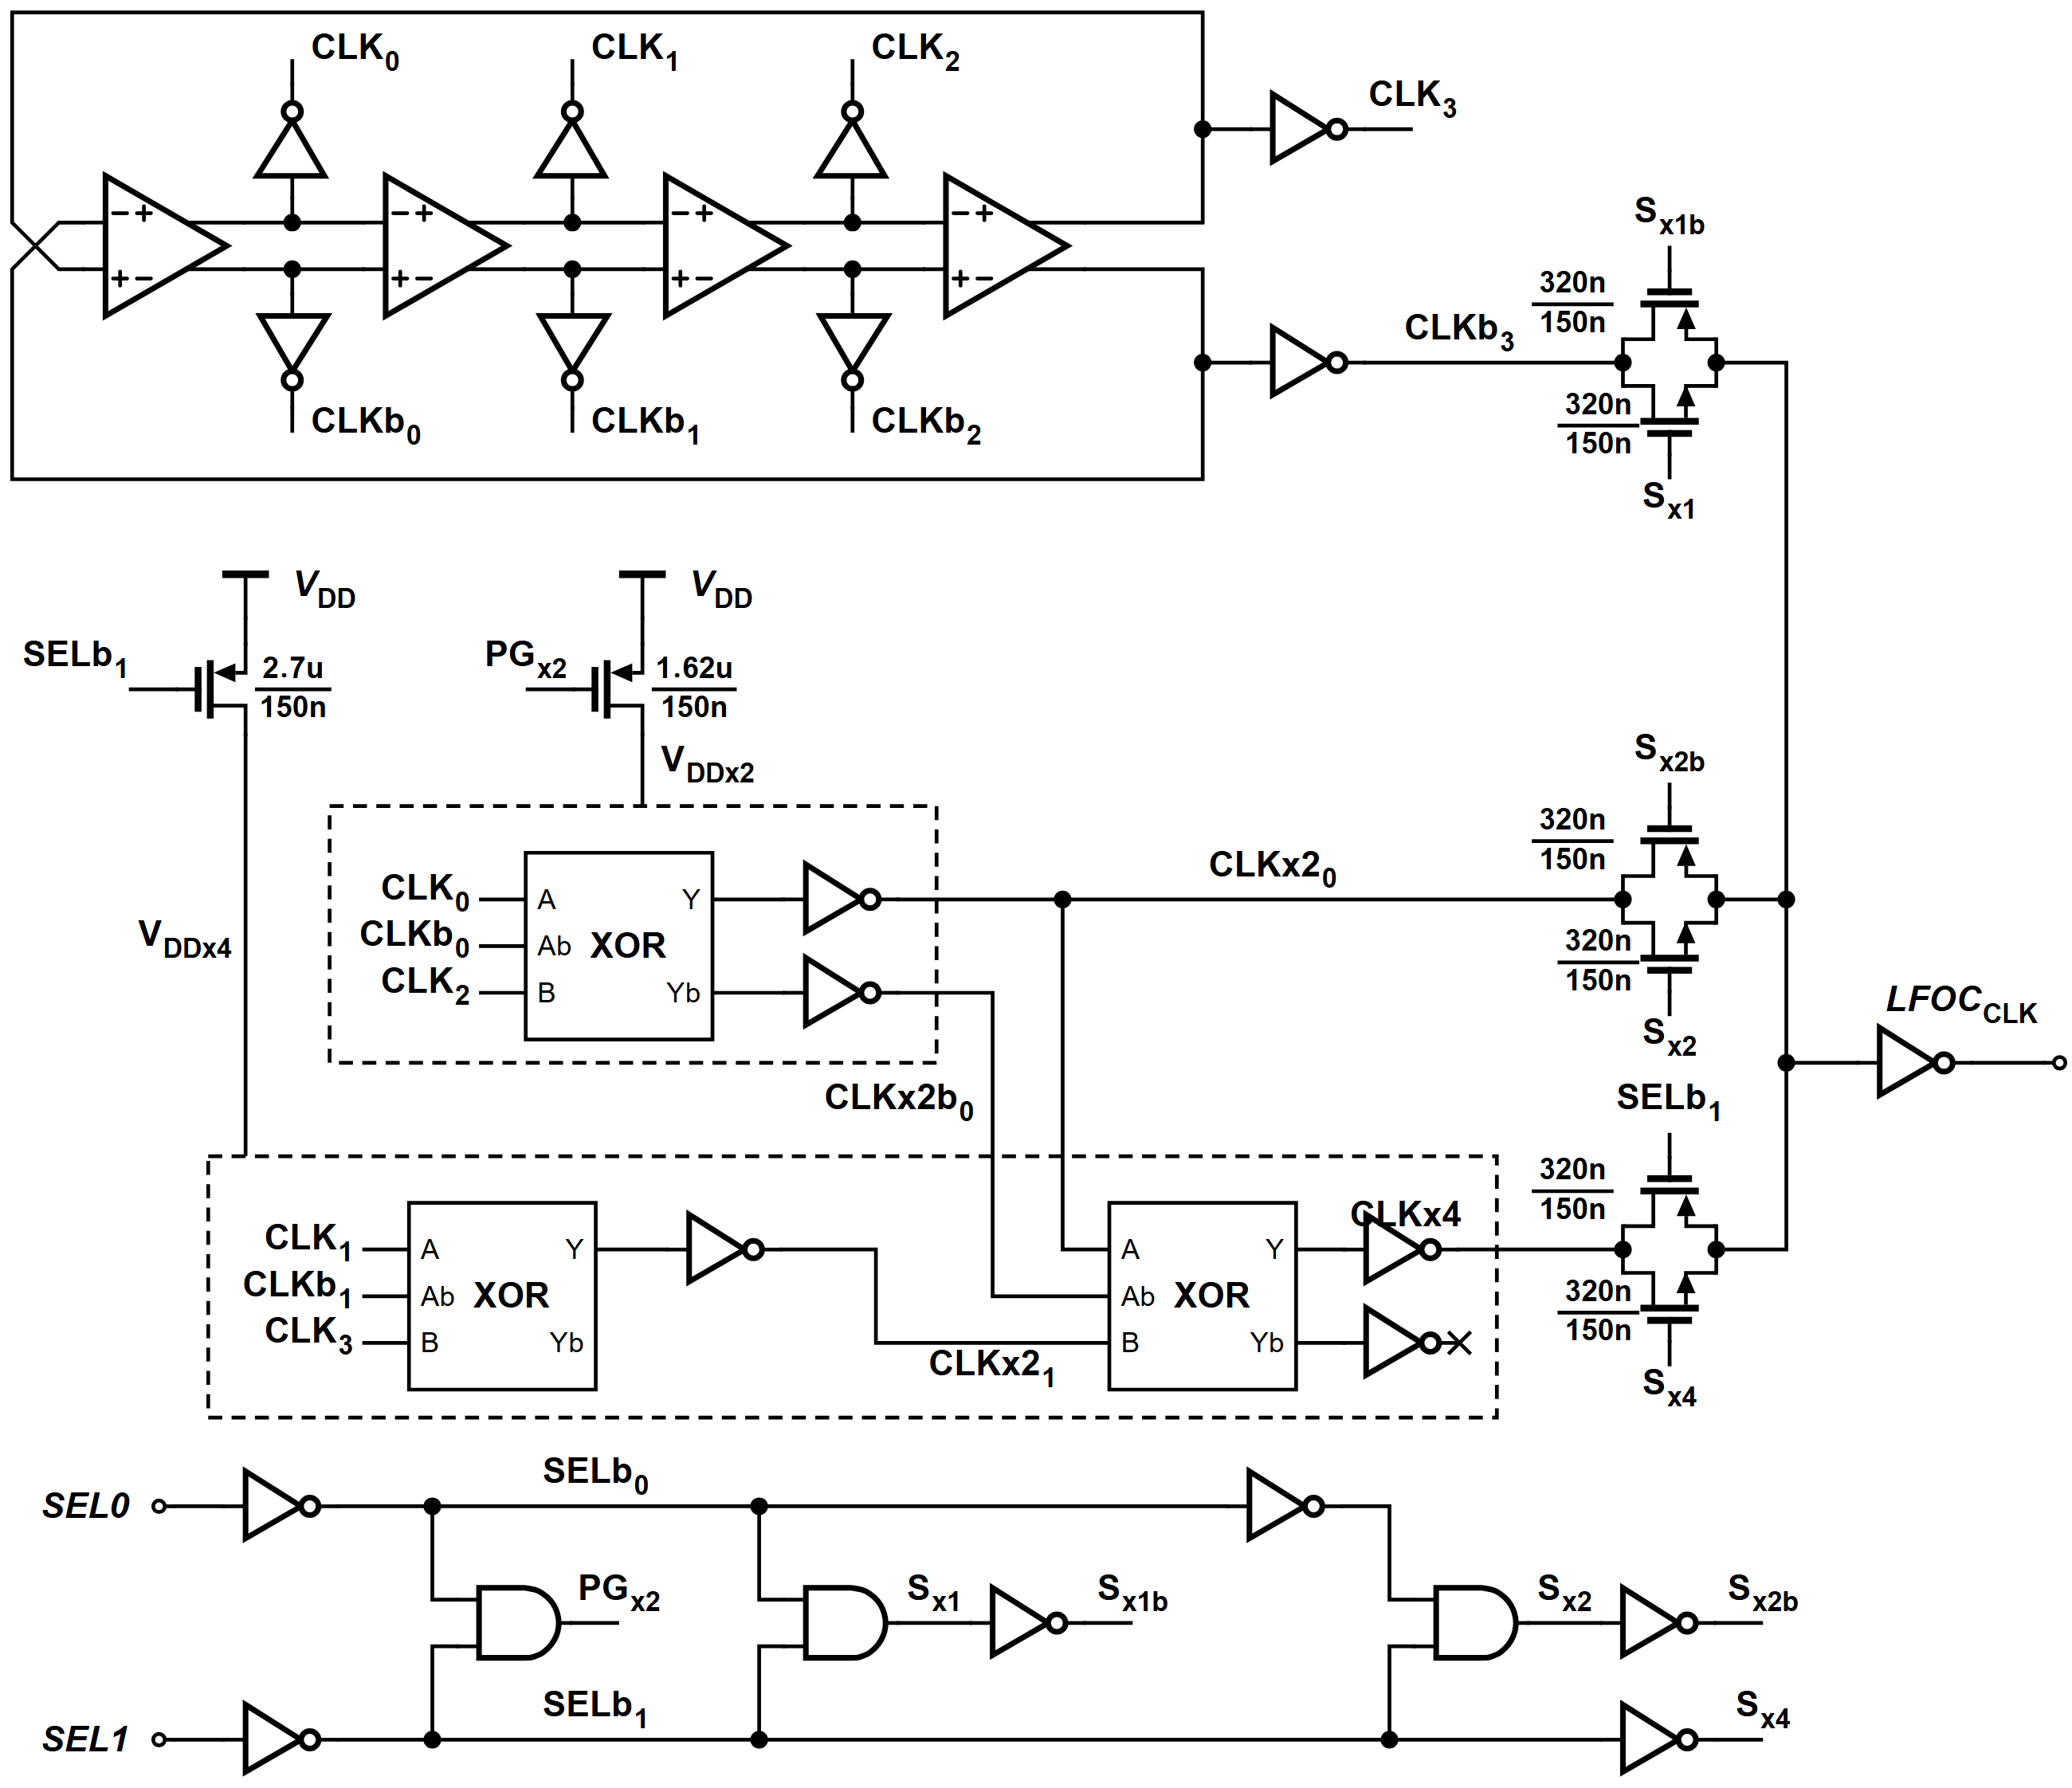 CLK0
CLK1
CLK2
CLK3
− +
− +
− +
− +
+ −
+ −
+ −
+ −
CLKb0
CLKb1
CLKb2
CLKb3
Sx1b
320n
150n
320n
150n
Sx1
VDD
VDD
SELb1
2.7u
150n
PGx2
1.62u
150n
VDDx2
VDDx4
CLK0
CLKb0
CLK2
A
Ab
B
XOR
Y
Yb
CLKx20
CLKx2b0
Sx2b
320n
150n
320n
150n
Sx2
LFOCCLK
SELb1
320n
150n
320n
150n
Sx4
CLK1
CLKb1
CLK3
A
Ab
B
XOR
Y
Yb
CLKx21
A
Ab
B
XOR
Y
Yb
CLKx4
SEL0
SELb0
PGx2
Sx1
Sx1b
Sx2
Sx2b
SEL1
SELb1
Sx4